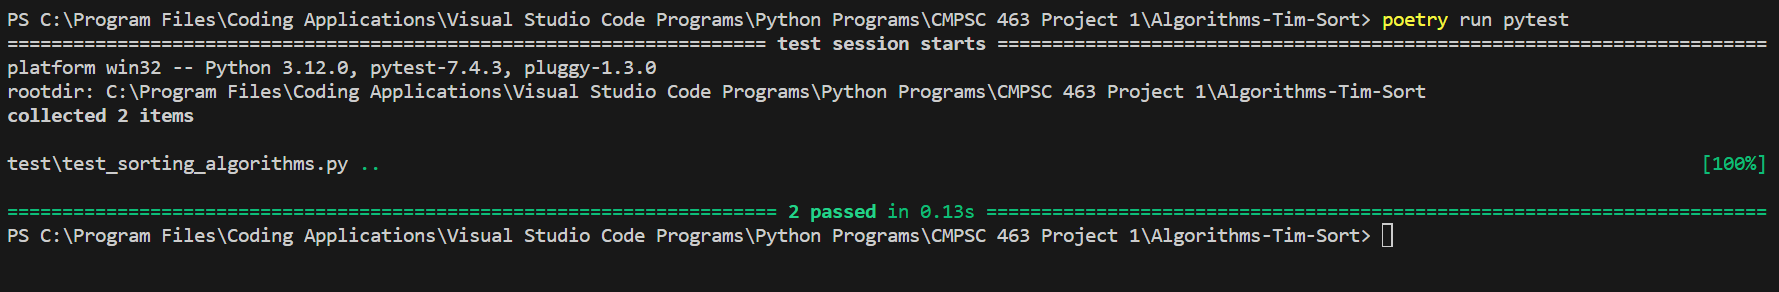 PS C:\Program Files\Coding Applications\Visual Studio Code Programs\Python Programs\CMPSC 463 Project 1\Algorithms-Tim-Sort> poetry run pytest
===================================================================== test session starts ======================================================================
platform win32 -- Python 3.12.0, pytest-7.4.3, pluggy-1.3.0
rootdir: C:\Program Files\Coding Applications\Visual Studio Code Programs\Python Programs\CMPSC 463 Project 1\Algorithms-Tim-Sort
collected 2 items
test\test_sorting_algorithms.py .. [100%]
====================================================================== 2 passed in 0.13s =======================================================================
PS C:\Program Files\Coding Applications\Visual Studio Code Programs\Python Programs\CMPSC 463 Project 1\Algorithms-Tim-Sort>